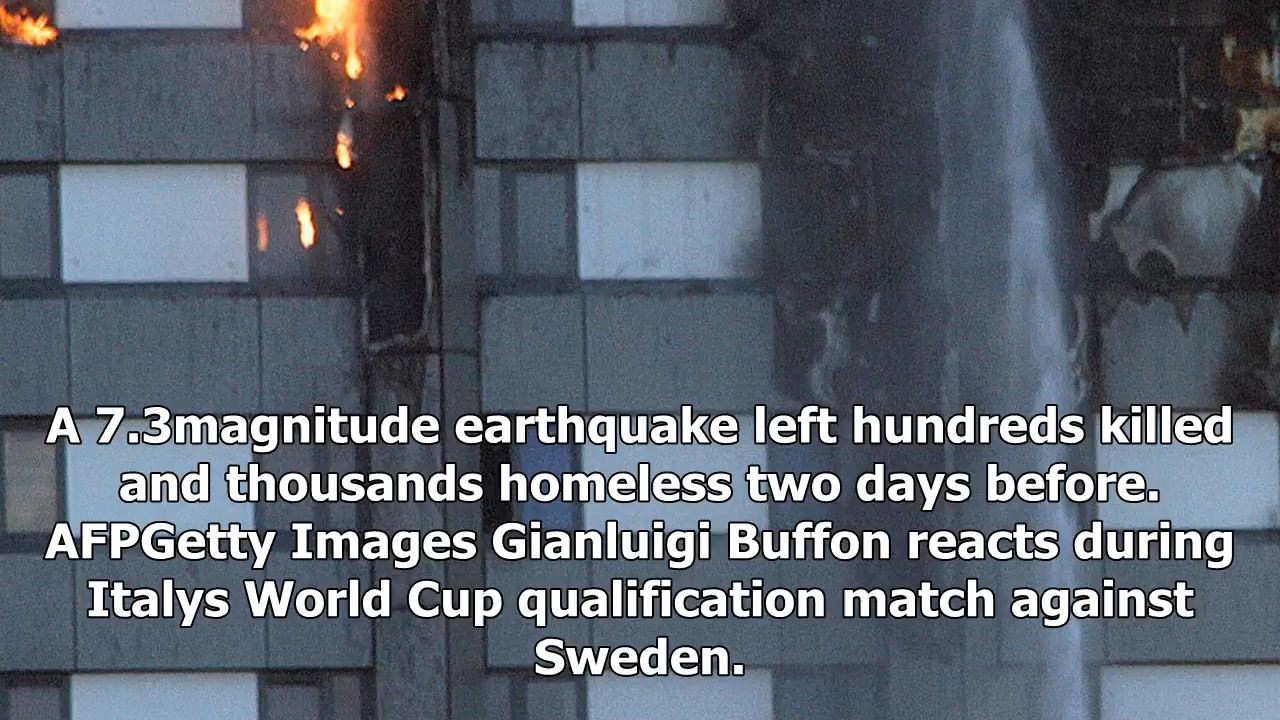 A 7.3magnitude earthquake left hundreds killed
and thousands homeless two days before.
AFPGetty Images Gianluigi Buffon reacts during
Italys World Cup qualification match against
Sweden.